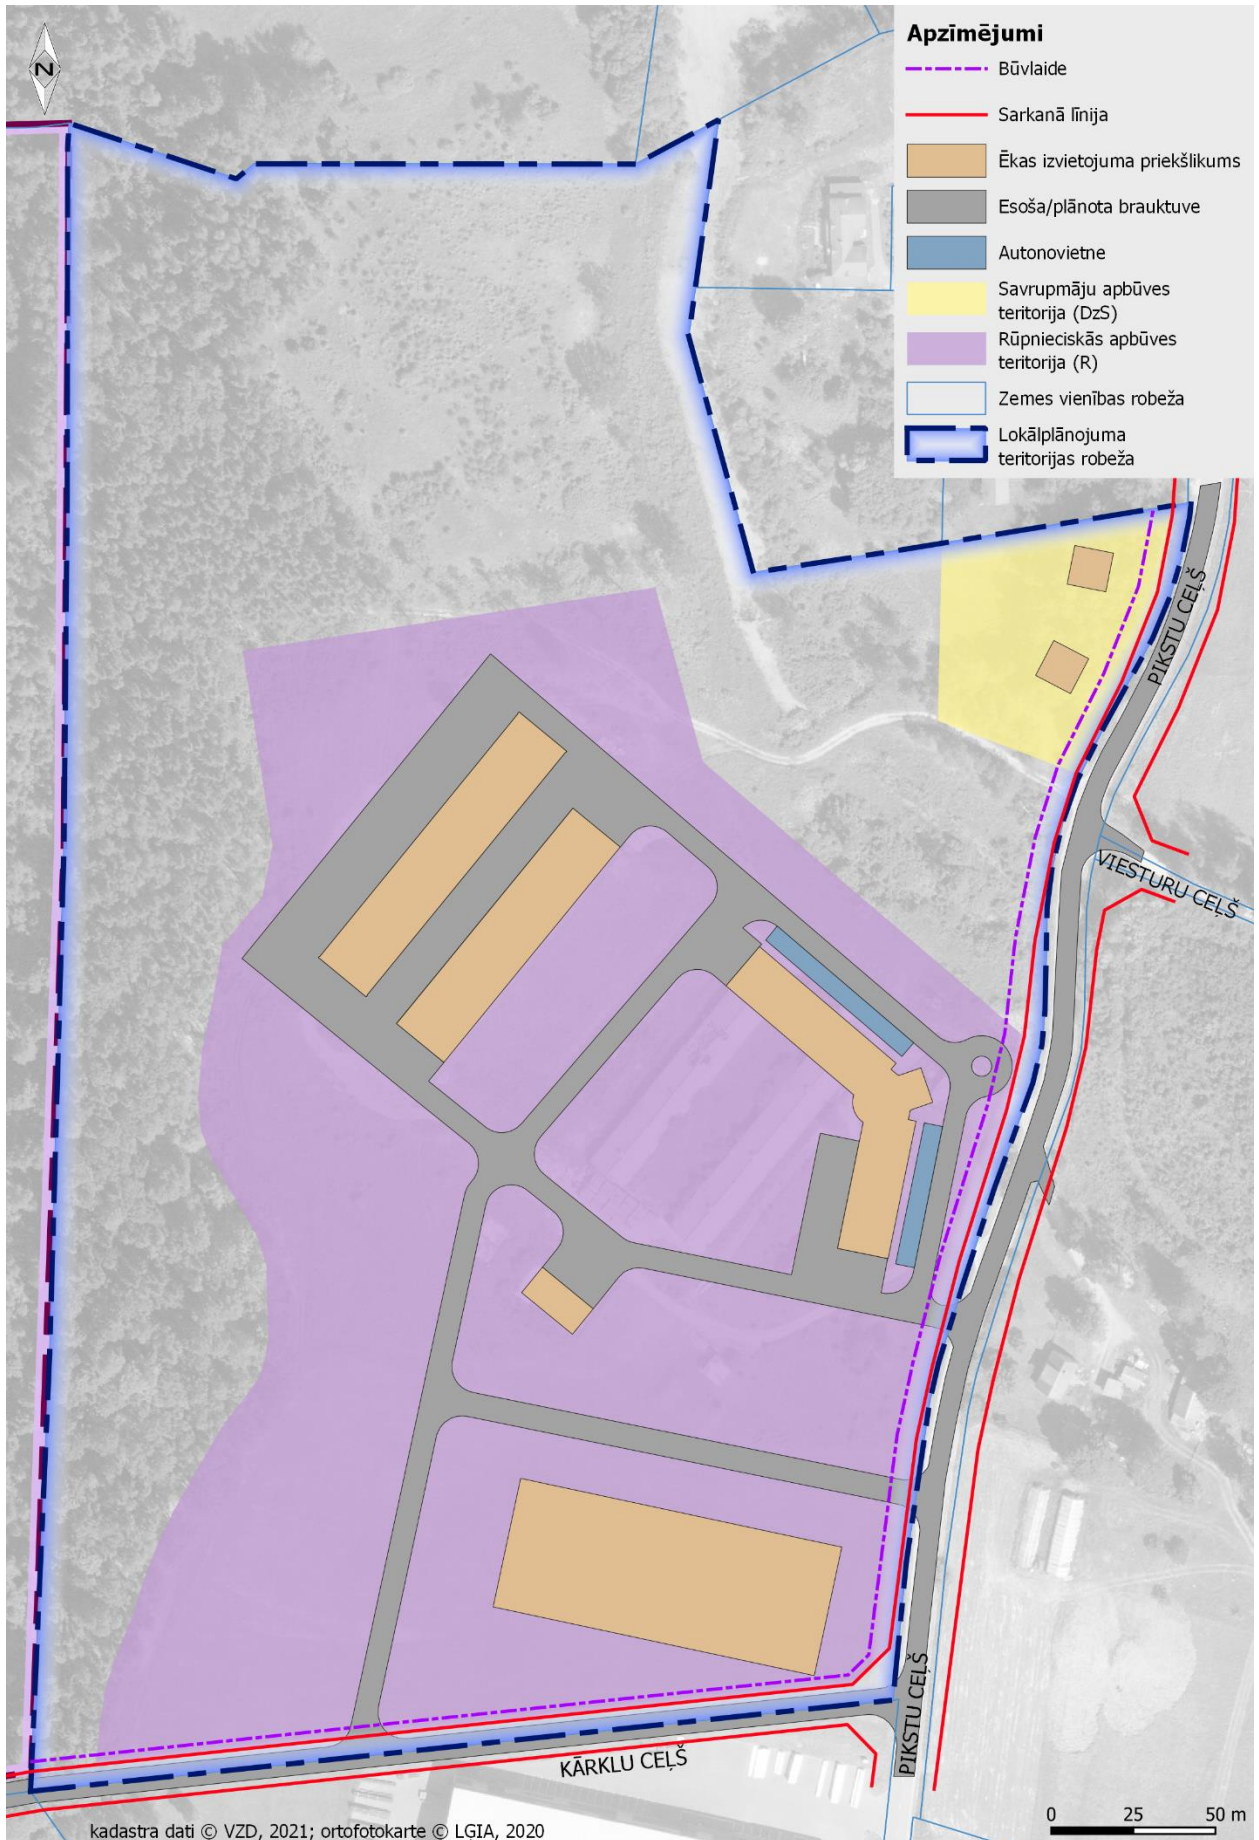 N
Apzīmējumi
Būvlaide
Sarkanā līnija
Ēkas izvietojuma priekšlikums
Esoša/plānota brauktuve
Autonovietne
Savrupmāju apbūves
teritorija (DzS)
Rūpnieciskās apbūves
teritorija (R)
Zemes vienības robeža
Lokālplānojuma
teritorijas robeža
PIKSTU CEĻŠ
VIESTURU CEĻŠ
PIKSTU CEĻŠ
KĀRKLU CEĻŠ
0 25 50 m
kadastra dati © VZD, 2021; ortofotokarte © LĢIA, 2020